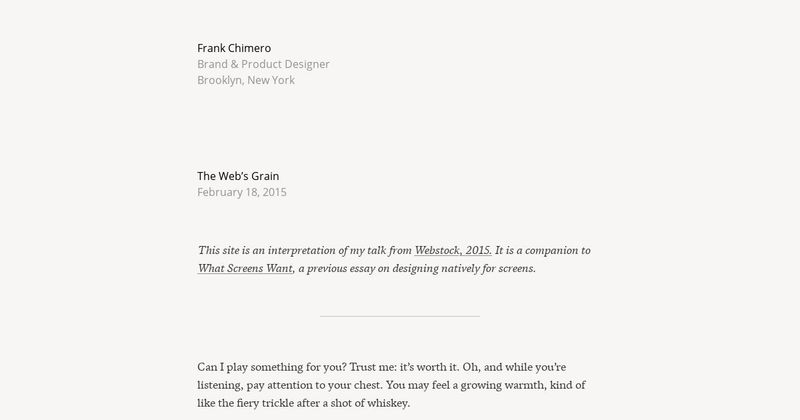 Frank Chimero
Brand & Product Designer
Brooklyn, New York
The Web’s Grain
February 18, 2015
This site is an interpretation of my talk from Webstock, 2015. It is a companion to
What Screens Want, a previous essay on designing natively for screens.
Can I play something for you? Trust me: it’s worth it. Oh, and while you’re
listening, pay attention to your chest. You may feel a growing warmth, kind of
like the fiery trickle after a shot of whiskey.